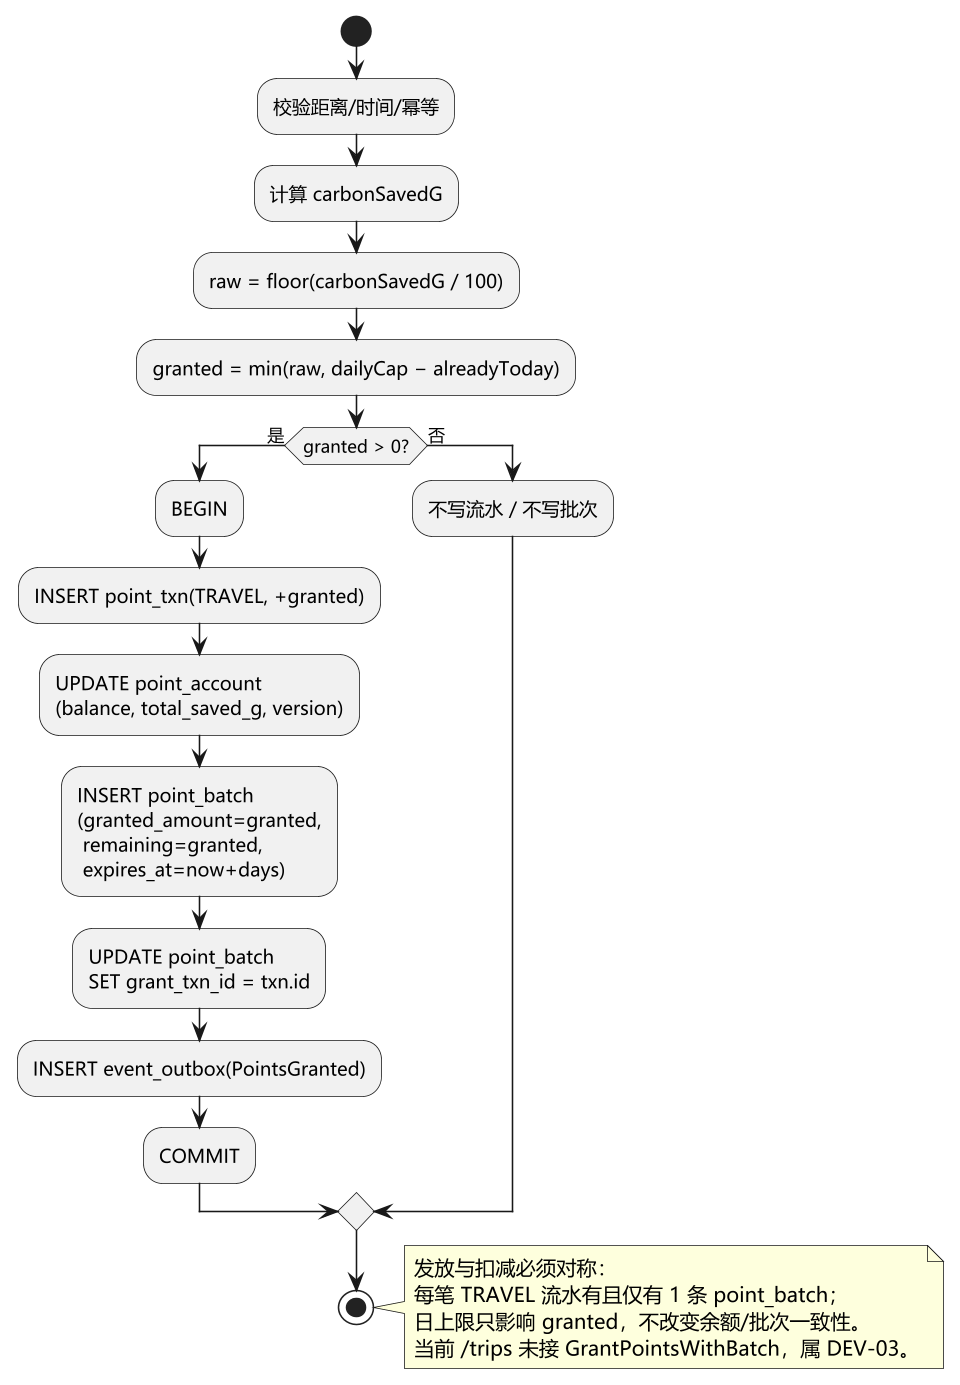 校验距离/时间/幂等
计算 carbonSavedG
raw = floor(carbonSavedG / 100)
granted = min(raw, dailyCap − alreadyToday)
granted > 0?
是
否
BEGIN
INSERT point_txn(TRAVEL, +granted)
UPDATE point_account
(balance, total_saved_g, version)
INSERT point_batch
(granted_amount=granted,
remaining=granted,
expires_at=now+days)
UPDATE point_batch
SET grant_txn_id = txn.id
INSERT event_outbox(PointsGranted)
COMMIT
不写流水 / 不写批次
发放与扣减必须对称：
每笔 TRAVEL 流水有且仅有 1 条 point_batch；
日上限只影响 granted，不改变余额/批次一致性。
当前 /trips 未接 GrantPointsWithBatch，属 DEV-03。